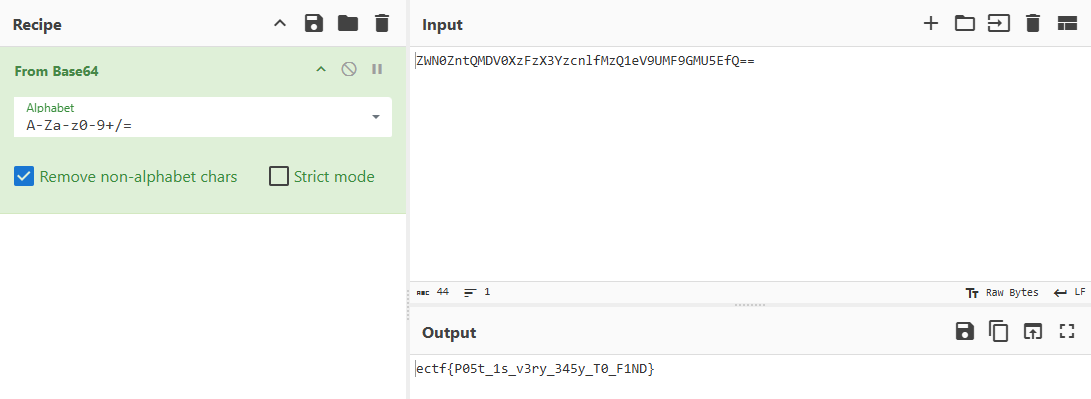 Recipe
From Base64
Alphabet
A-Za-z0-9+/=
Remove non-alphabet chars
Strict mode
Input
ZWN0ZntQMDV0XzFzX3YzcnlfMzQ1eV9UMF9GMU5EfQ==
ABC 44 1 Tт Raw Bytes LF
Output
ectf{P05t_1s_v3ry_345y_T0_F1ND}